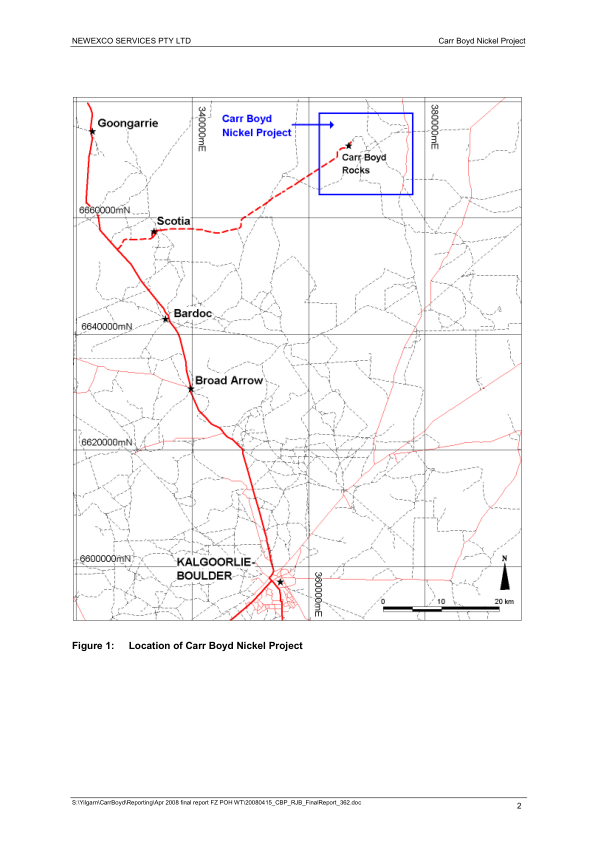 NEWEXCO SERVICES PTY LTD
Carr Boyd Nickel Project
340000mE
380000mE
Goongarrie
Carr Boyd
Nickel Project
Carr Boyd
Rocks
6660000mN
Scotia
Bardoc
6640000mN
Broad Arrow
6620000mN
6600000mN
KALGOORLIE-
BOULDER
360000mE
N
0 10 20 km
Figure 1: Location of Carr Boyd Nickel Project
S:\Yilgarn\CarrBoyd\Reporting\Apr 2008 final report FZ POH WT\20080415_CBP_RJB_FinalReport_362.doc
2